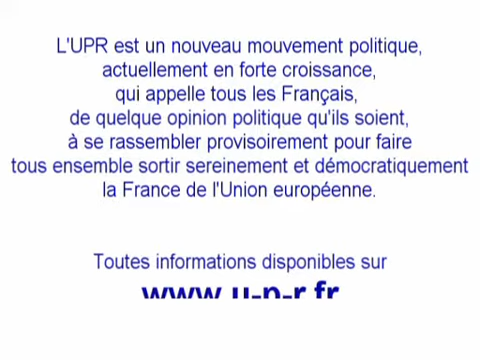 L'UPR est un nouveau mouvement politique,
actuellement en forte croissance,
qui appelle tous les Français,
de quelque opinion politique qu'ils soient,
à se rassembler provisoirement pour faire
tous ensemble sortir sereinement et démocratiquement
la France de l'Union européenne.
Toutes informations disponibles sur
www.u-p-r.fr